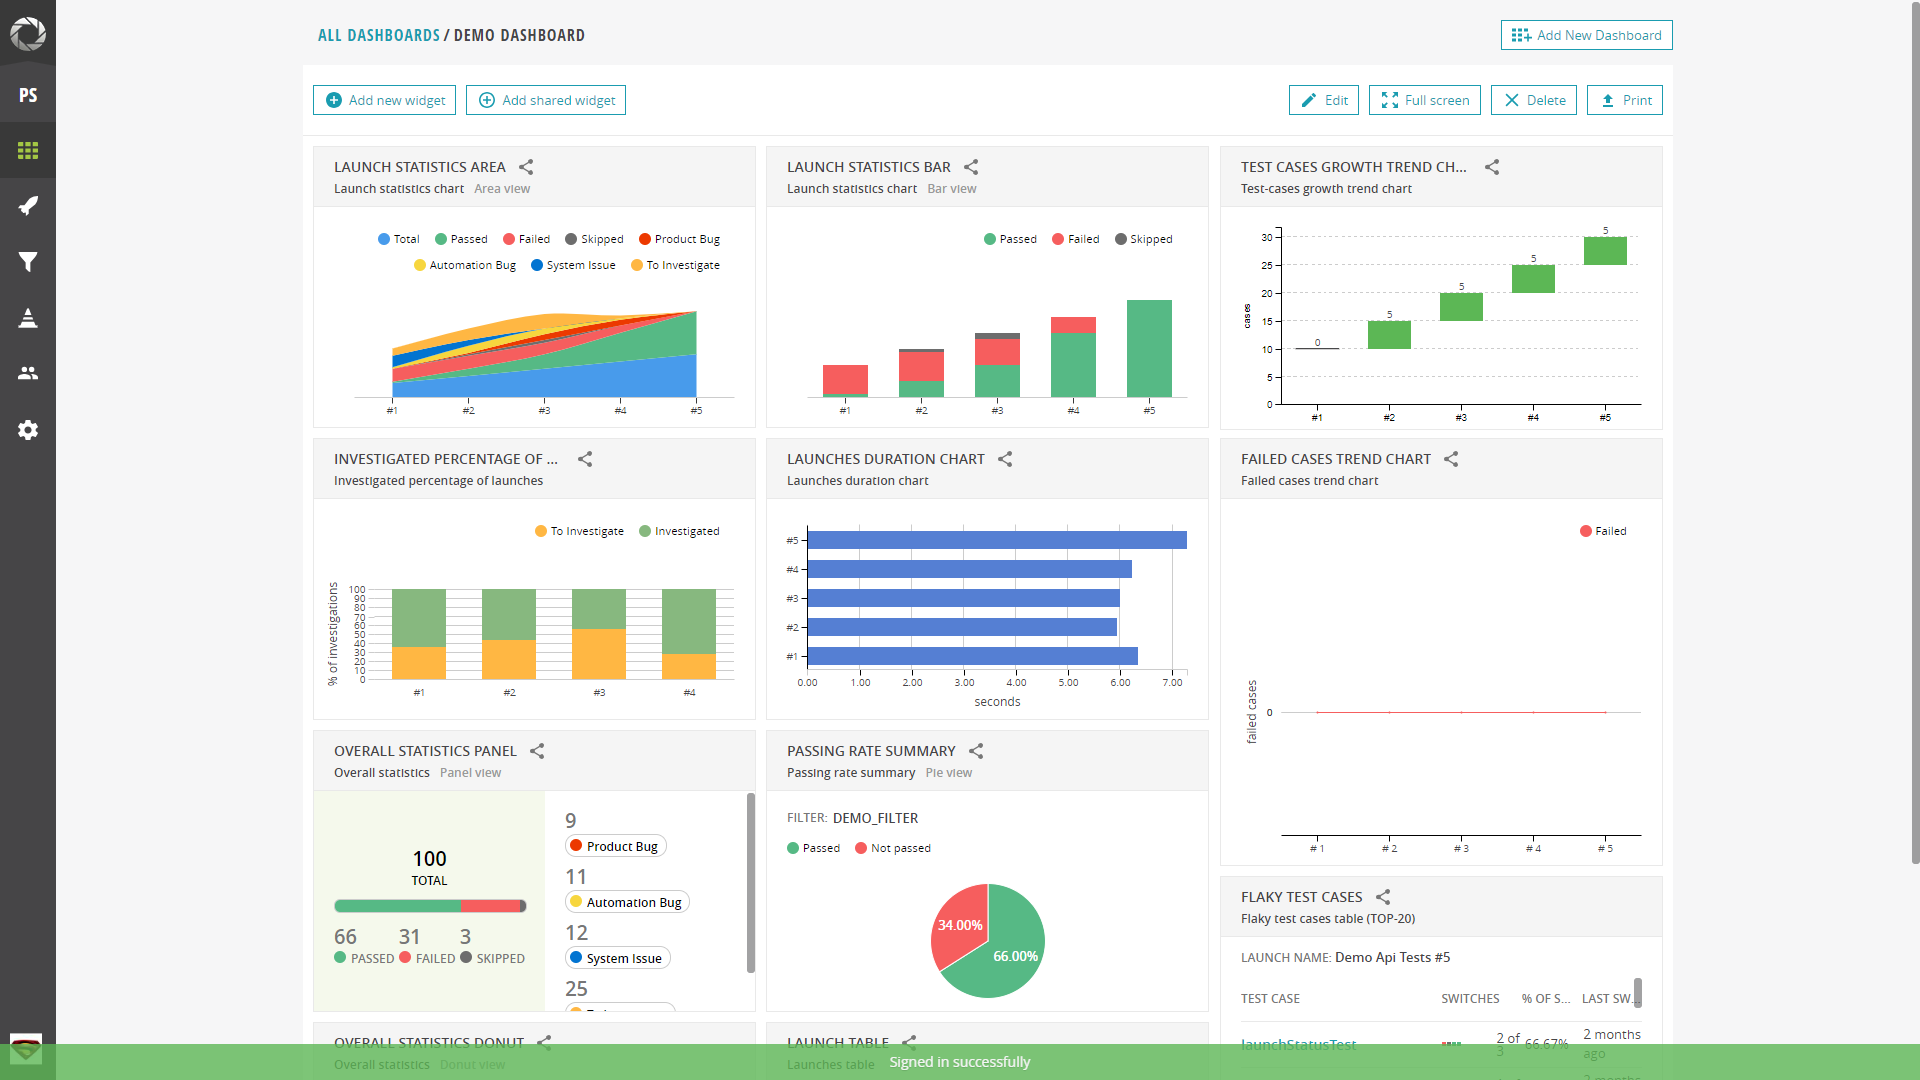 ALL DASHBOARDS / DEMO DASHBOARD
Add New Dashboard
PS
Add new widget
Add shared widget
Edit
Full screen
Delete
Print
LAUNCH STATISTICS AREA
Launch statistics chart Area view
Total Passed Failed Skipped Product Bug
Automation Bug System Issue To Investigate
#1 #2 #3 #4 #5
LAUNCH STATISTICS BAR
Launch statistics chart Bar view
Passed Failed Skipped
#1 #2 #3 #4 #5
TEST CASES GROWTH TREND CH...
Test-cases growth trend chart
cases
30
25
20
15
10
5
0
0 5 5 5 5
#1 #2 #3 #4 #5
INVESTIGATED PERCENTAGE OF ...
Investigated percentage of launches
To Investigate Investigated
% of investigations
100
90
80
70
60
50
40
30
20
10
0
#1 #2 #3 #4
LAUNCHES DURATION CHART
Launches duration chart
#5
#4
#3
#2
#1
0.00 1.00 2.00 3.00 4.00 5.00 6.00 7.00
seconds
FAILED CASES TREND CHART
Failed cases trend chart
Failed
failed cases
0
# 1 # 2 # 3 # 4 # 5
OVERALL STATISTICS PANEL
Overall statistics Panel view
100
TOTAL
66 31 3
PASSED FAILED SKIPPED
9
Product Bug
11
Automation Bug
12
System Issue
25
PASSING RATE SUMMARY
Passing rate summary Pie view
FILTER: DEMO_FILTER
Passed Not passed
34.00%
66.00%
FLAKY TEST CASES
Flaky test cases table (TOP-20)
LAUNCH NAME: Demo Api Tests #5
TEST CASE SWITCHES % OF S... LAST SW...
launchStatusTest 2 of 3 66.67% 2 months ago
2 months
OVERALL STATISTICS DONUT
Overall statistics Donut view
LAUNCH TABLE
Launches table
Signed in successfully